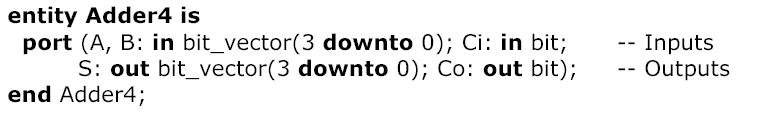 entity Adder4 is
port (A, B: in bit_vector(3 downto 0); Ci: in bit; -- Inputs
S: out bit_vector(3 downto 0); Co: out bit); -- Outputs
end Adder4;